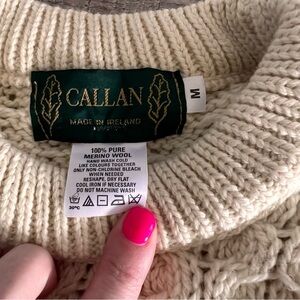 CALLAN
MADE IN IRELAND
M
100% PURE
MERINO WOOL
HAND WASH COLD
LIKE COLOURS TOGETHER
ONLY NON-CHLORINE BLEACH
WHEN NEEDED
RESHAPE, DRY FLAT
COOL IRON IF NECESSARY
DO NOT MACHINE WASH
30°C